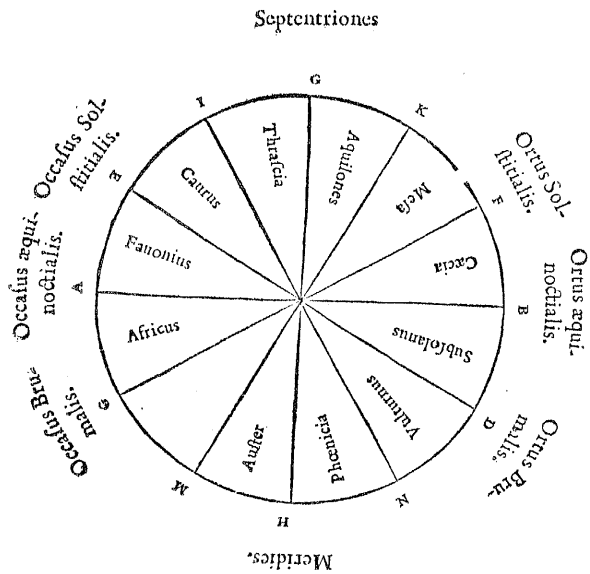 Septentriones
G
K
I
Occaſus Sol-
ſtitialis.
Ortus Sol-
ſtitialis.
Thraſcia
Aquilones
Meſa
F
Caurus
Occaſus æqui-
noctialis.
A
Fauonius
Cæcia
Ortus æqui-
noctialis.
B
Africus
Subſolanus
Occaſus Bru-
malis.
Vulturnus
D
Ortus Bru-
malis.
Auſter
Phœnicia
M
N
H
Meridies.